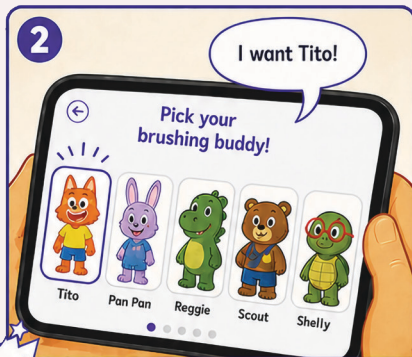 2
I want Tito!
Pick your
brushing buddy!
Tito
Pan Pan
Reggie
Scout
Shelly